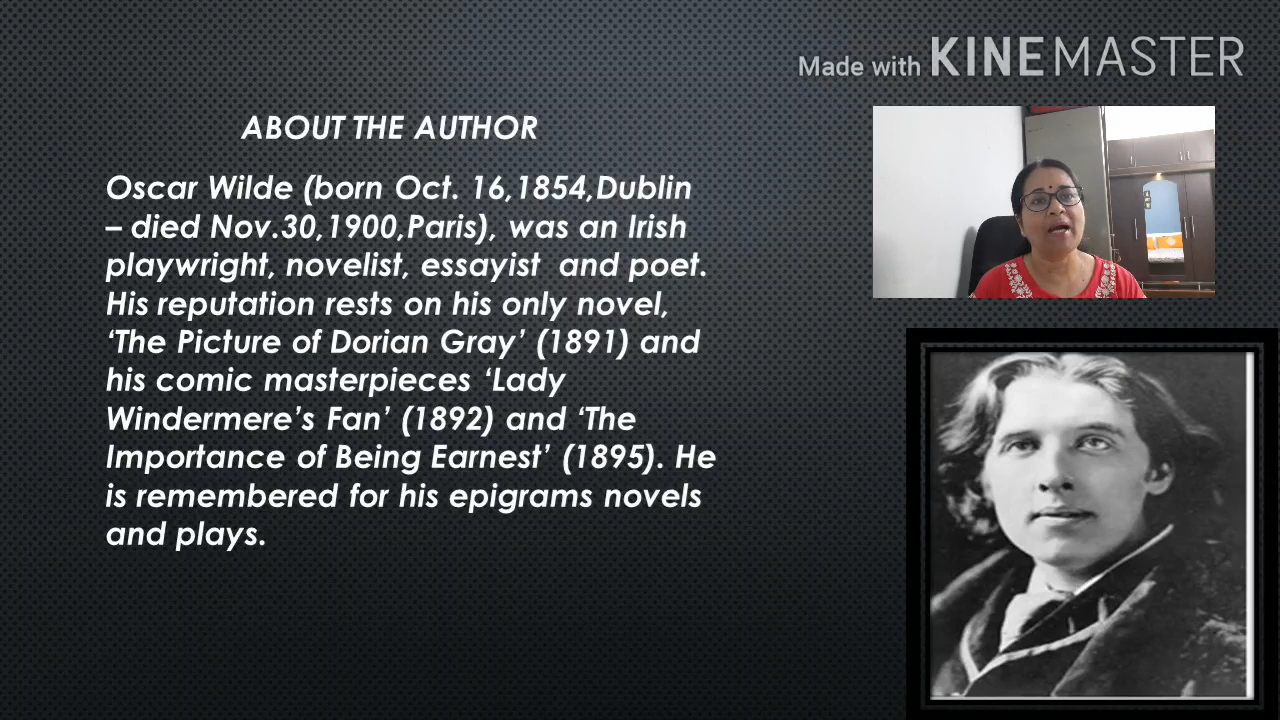 Made with KINEMASTER
ABOUT THE AUTHOR
Oscar Wilde (born Oct. 16,1854,Dublin
– died Nov.30,1900,Paris), was an Irish
playwright, novelist, essayist  and poet.
His reputation rests on his only novel,
‘The Picture of Dorian Gray’ (1891) and
his comic masterpieces ‘Lady
Windermere’s Fan’ (1892) and ‘The
Importance of Being Earnest’ (1895). He
is remembered for his epigrams novels
and plays.